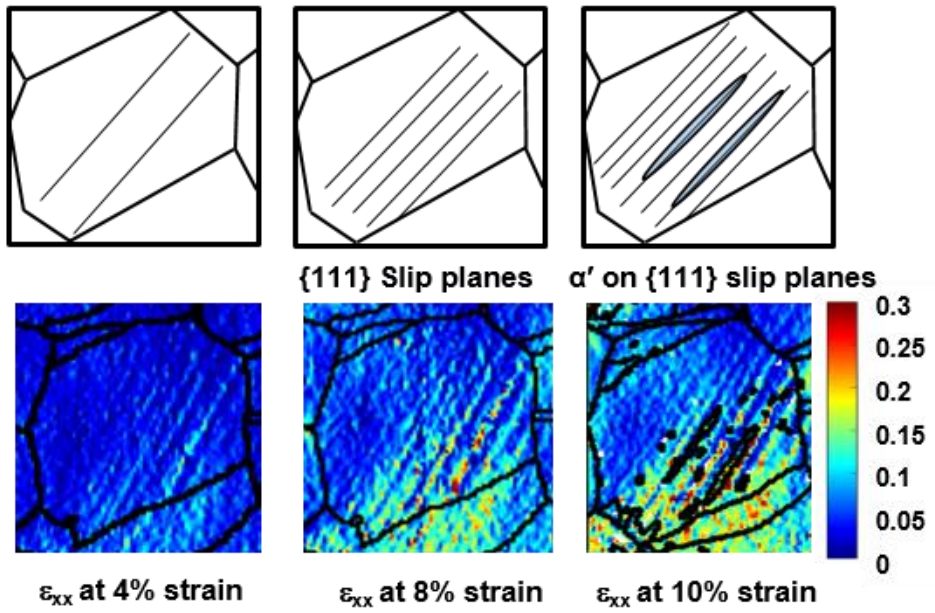 {111} Slip planes
α′ on {111} slip planes
0.3
0.25
0.2
0.15
0.1
0.05
0
εxx at 4% strain
εxx at 8% strain
εxx at 10% strain